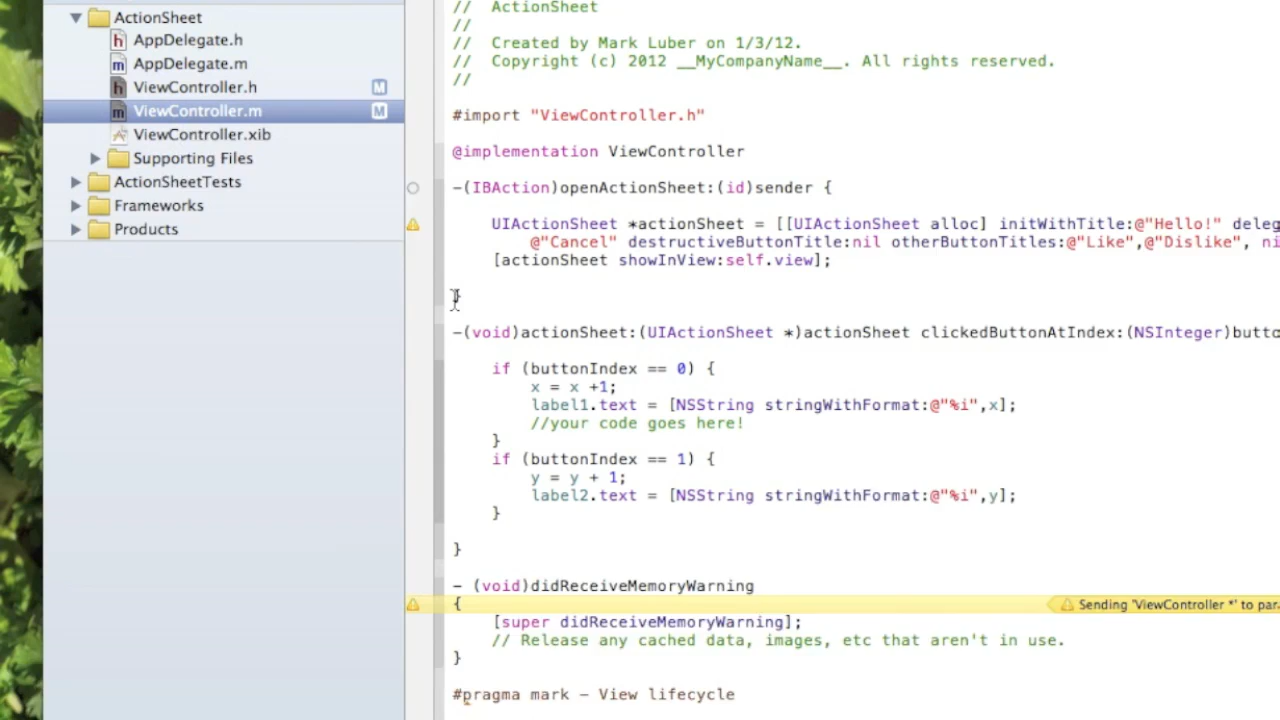 ActionSheet
AppDelegate.h
AppDelegate.m
ViewController.h M
ViewController.m M
ViewController.xib
Supporting Files
ActionSheetTests
Frameworks
Products
//  ActionSheet
//
//  Created by Mark Luber on 1/3/12.
//  Copyright (c) 2012 __MyCompanyName__. All rights reserved.
//
#import "ViewController.h"
@implementation ViewController
-(IBAction)openActionSheet:(id)sender {
UIActionSheet *actionSheet = [[UIActionSheet alloc] initWithTitle:@"Hello!" deleg
@"Cancel" destructiveButtonTitle:nil otherButtonTitles:@"Like",@"Dislike", ni
[actionSheet showInView:self.view];
}
-(void)actionSheet:(UIActionSheet *)actionSheet clickedButtonAtIndex:(NSInteger)butto
if (buttonIndex == 0) {
x = x +1;
label1.text = [NSString stringWithFormat:@"%i",x];
//your code goes here!
}
if (buttonIndex == 1) {
y = y + 1;
label2.text = [NSString stringWithFormat:@"%i",y];
}
}
- (void)didReceiveMemoryWarning
{ Sending 'ViewController *' to par
[super didReceiveMemoryWarning];
// Release any cached data, images, etc that aren't in use.
}
#pragma mark - View lifecycle